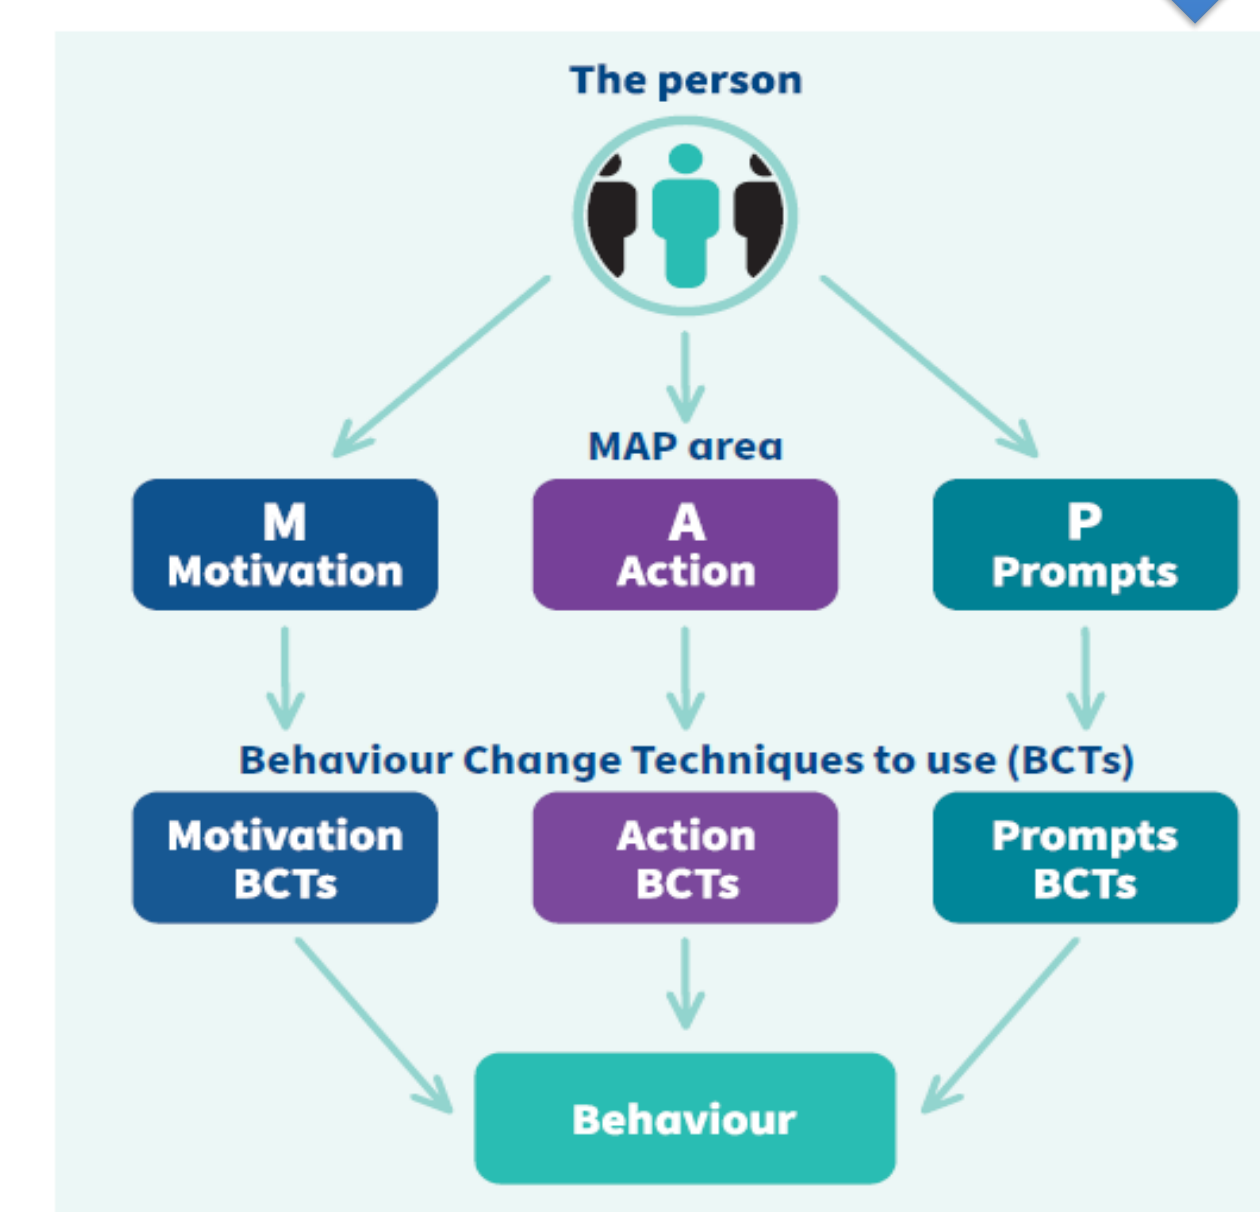 The person
MAP area
M
Motivation
A
Action
P
Prompts
Behaviour Change Techniques to use (BCTs)
Motivation
BCTs
Action
BCTs
Prompts
BCTs
Behaviour